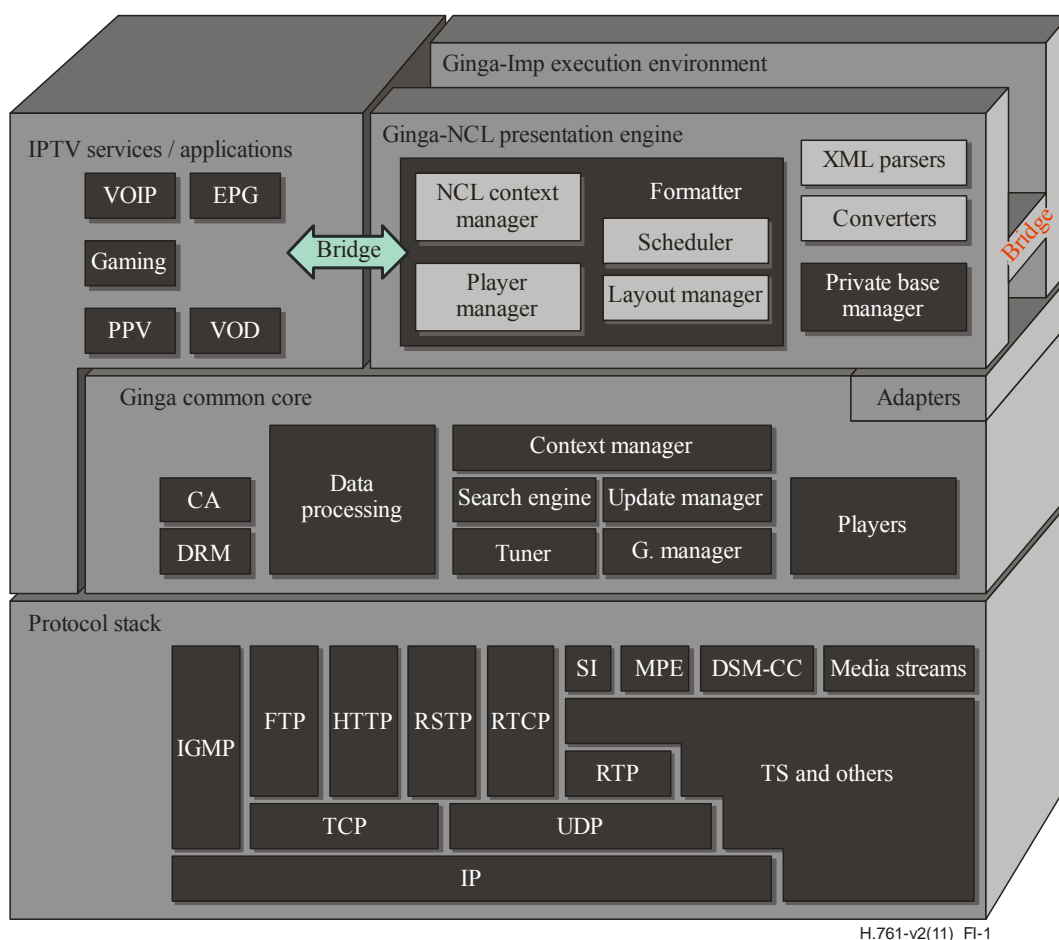 Ginga-Imp execution environment
IPTV services / applications
VOIP
EPG
Gaming
PPV
VOD
Bridge
Ginga-NCL presentation engine
NCL context
manager
Player
manager
Formatter
Scheduler
Layout manager
XML parsers
Converters
Private base
manager
Bridge
Ginga common core
Adapters
CA
DRM
Data
processing
Context manager
Search engine
Update manager
Tuner
G. manager
Players
Protocol stack
IGMP
FTP
HTTP
RSTP
RTCP
SI
MPE
DSM-CC
Media streams
RTP
TS and others
TCP
UDP
IP
H.761-v2(11)_FI-1